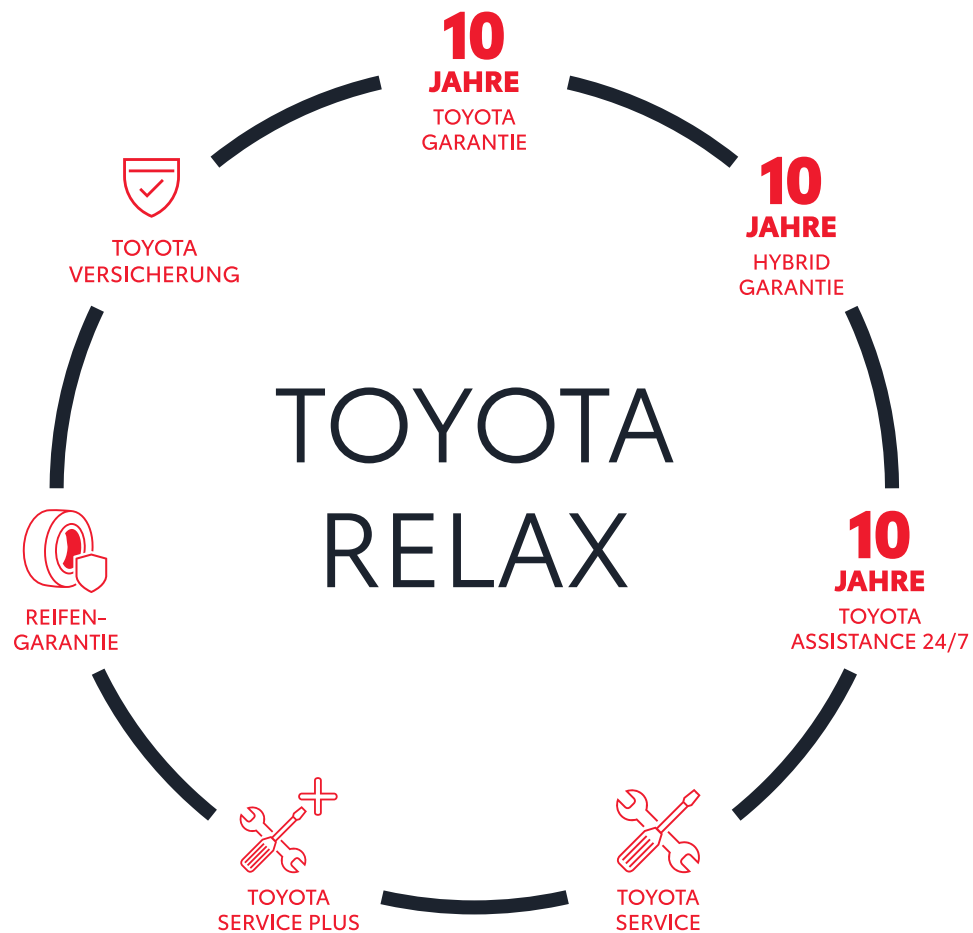 10
JAHRE
TOYOTA
GARANTIE
10
JAHRE
HYBRID
GARANTIE
10
JAHRE
TOYOTA
ASSISTANCE 24/7
TOYOTA
SERVICE
TOYOTA
SERVICE PLUS
REIFEN-
GARANTIE
TOYOTA
VERSICHERUNG
TOYOTA
RELAX